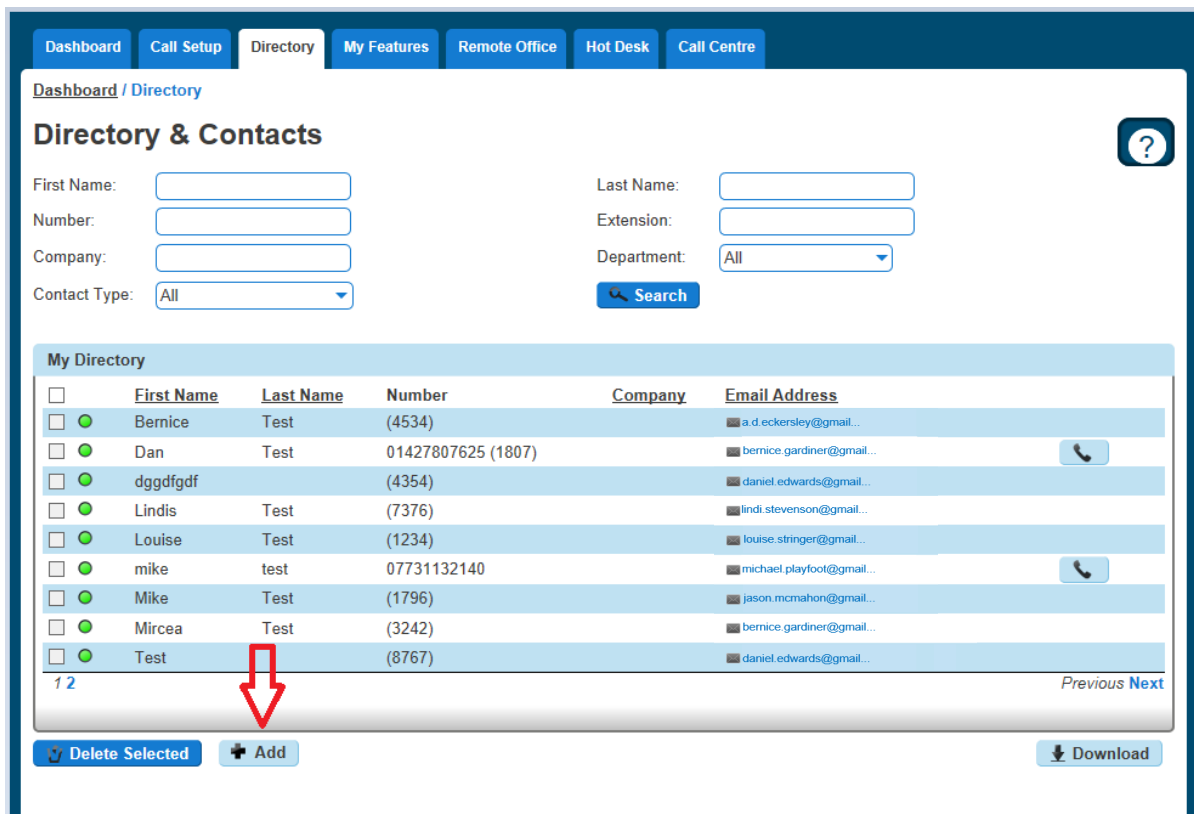 Dashboard Call Setup Directory My Features Remote Office Hot Desk Call Centre
Dashboard / Directory
Directory & Contacts
?
First Name: Last Name:
Number: Extension:
Company: Department: All
Contact Type: All Search
My Directory
First Name Last Name Number Company Email Address
Bernice Test (4534) a.d.eckersley@gmail...
Dan Test 01427807625 (1807) bernice.gardiner@gmail...
dggdfgdf (4354) daniel.edwards@gmail...
Lindis Test (7376) lindi.stevenson@gmail...
Louise Test (1234) louise.stringer@gmail...
mike test 07731132140 michael.playfoot@gmail...
Mike Test (1796) jason.mcmahon@gmail...
Mircea Test (3242) bernice.gardiner@gmail...
Test (8767) daniel.edwards@gmail...
1 2 Previous Next
Delete Selected Add Download